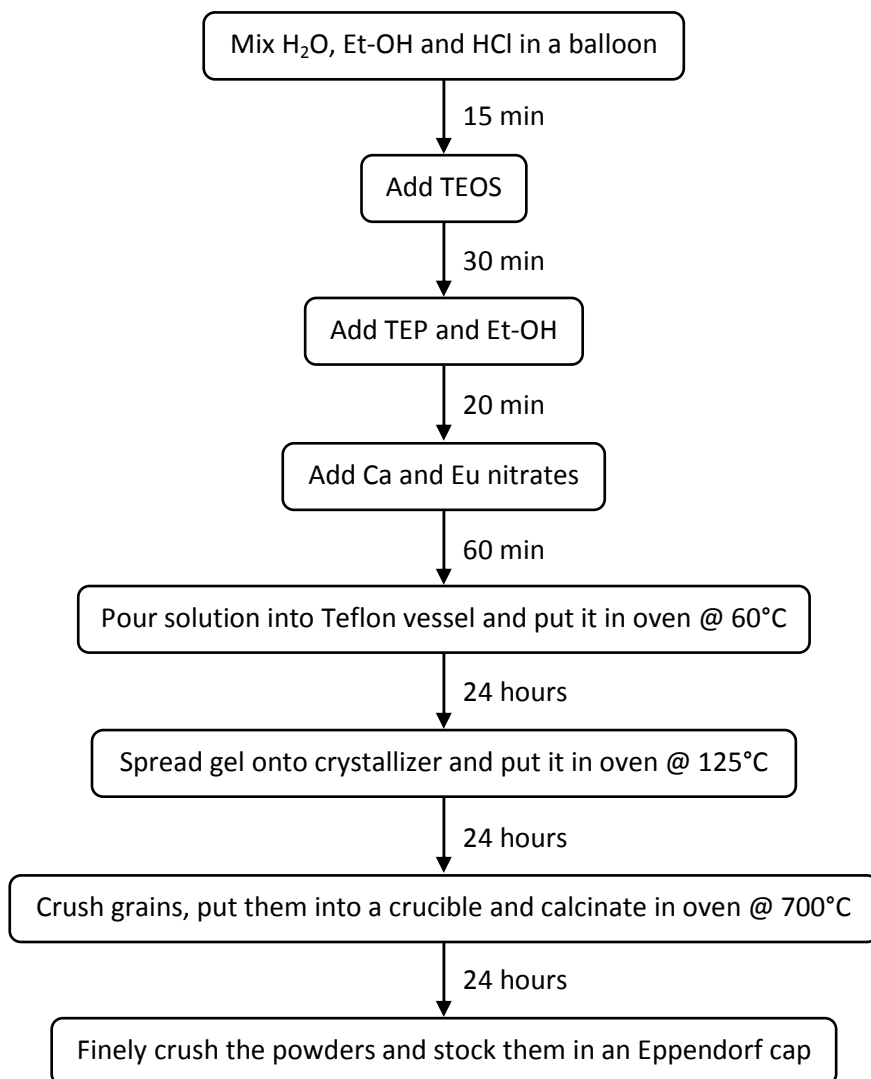 Mix H₂O, Et-OH and HCl in a balloon
15 min
Add TEOS
30 min
Add TEP and Et-OH
20 min
Add Ca and Eu nitrates
60 min
Pour solution into Teflon vessel and put it in oven @ 60°C
24 hours
Spread gel onto crystallizer and put it in oven @ 125°C
24 hours
Crush grains, put them into a crucible and calcinate in oven @ 700°C
24 hours
Finely crush the powders and stock them in an Eppendorf cap